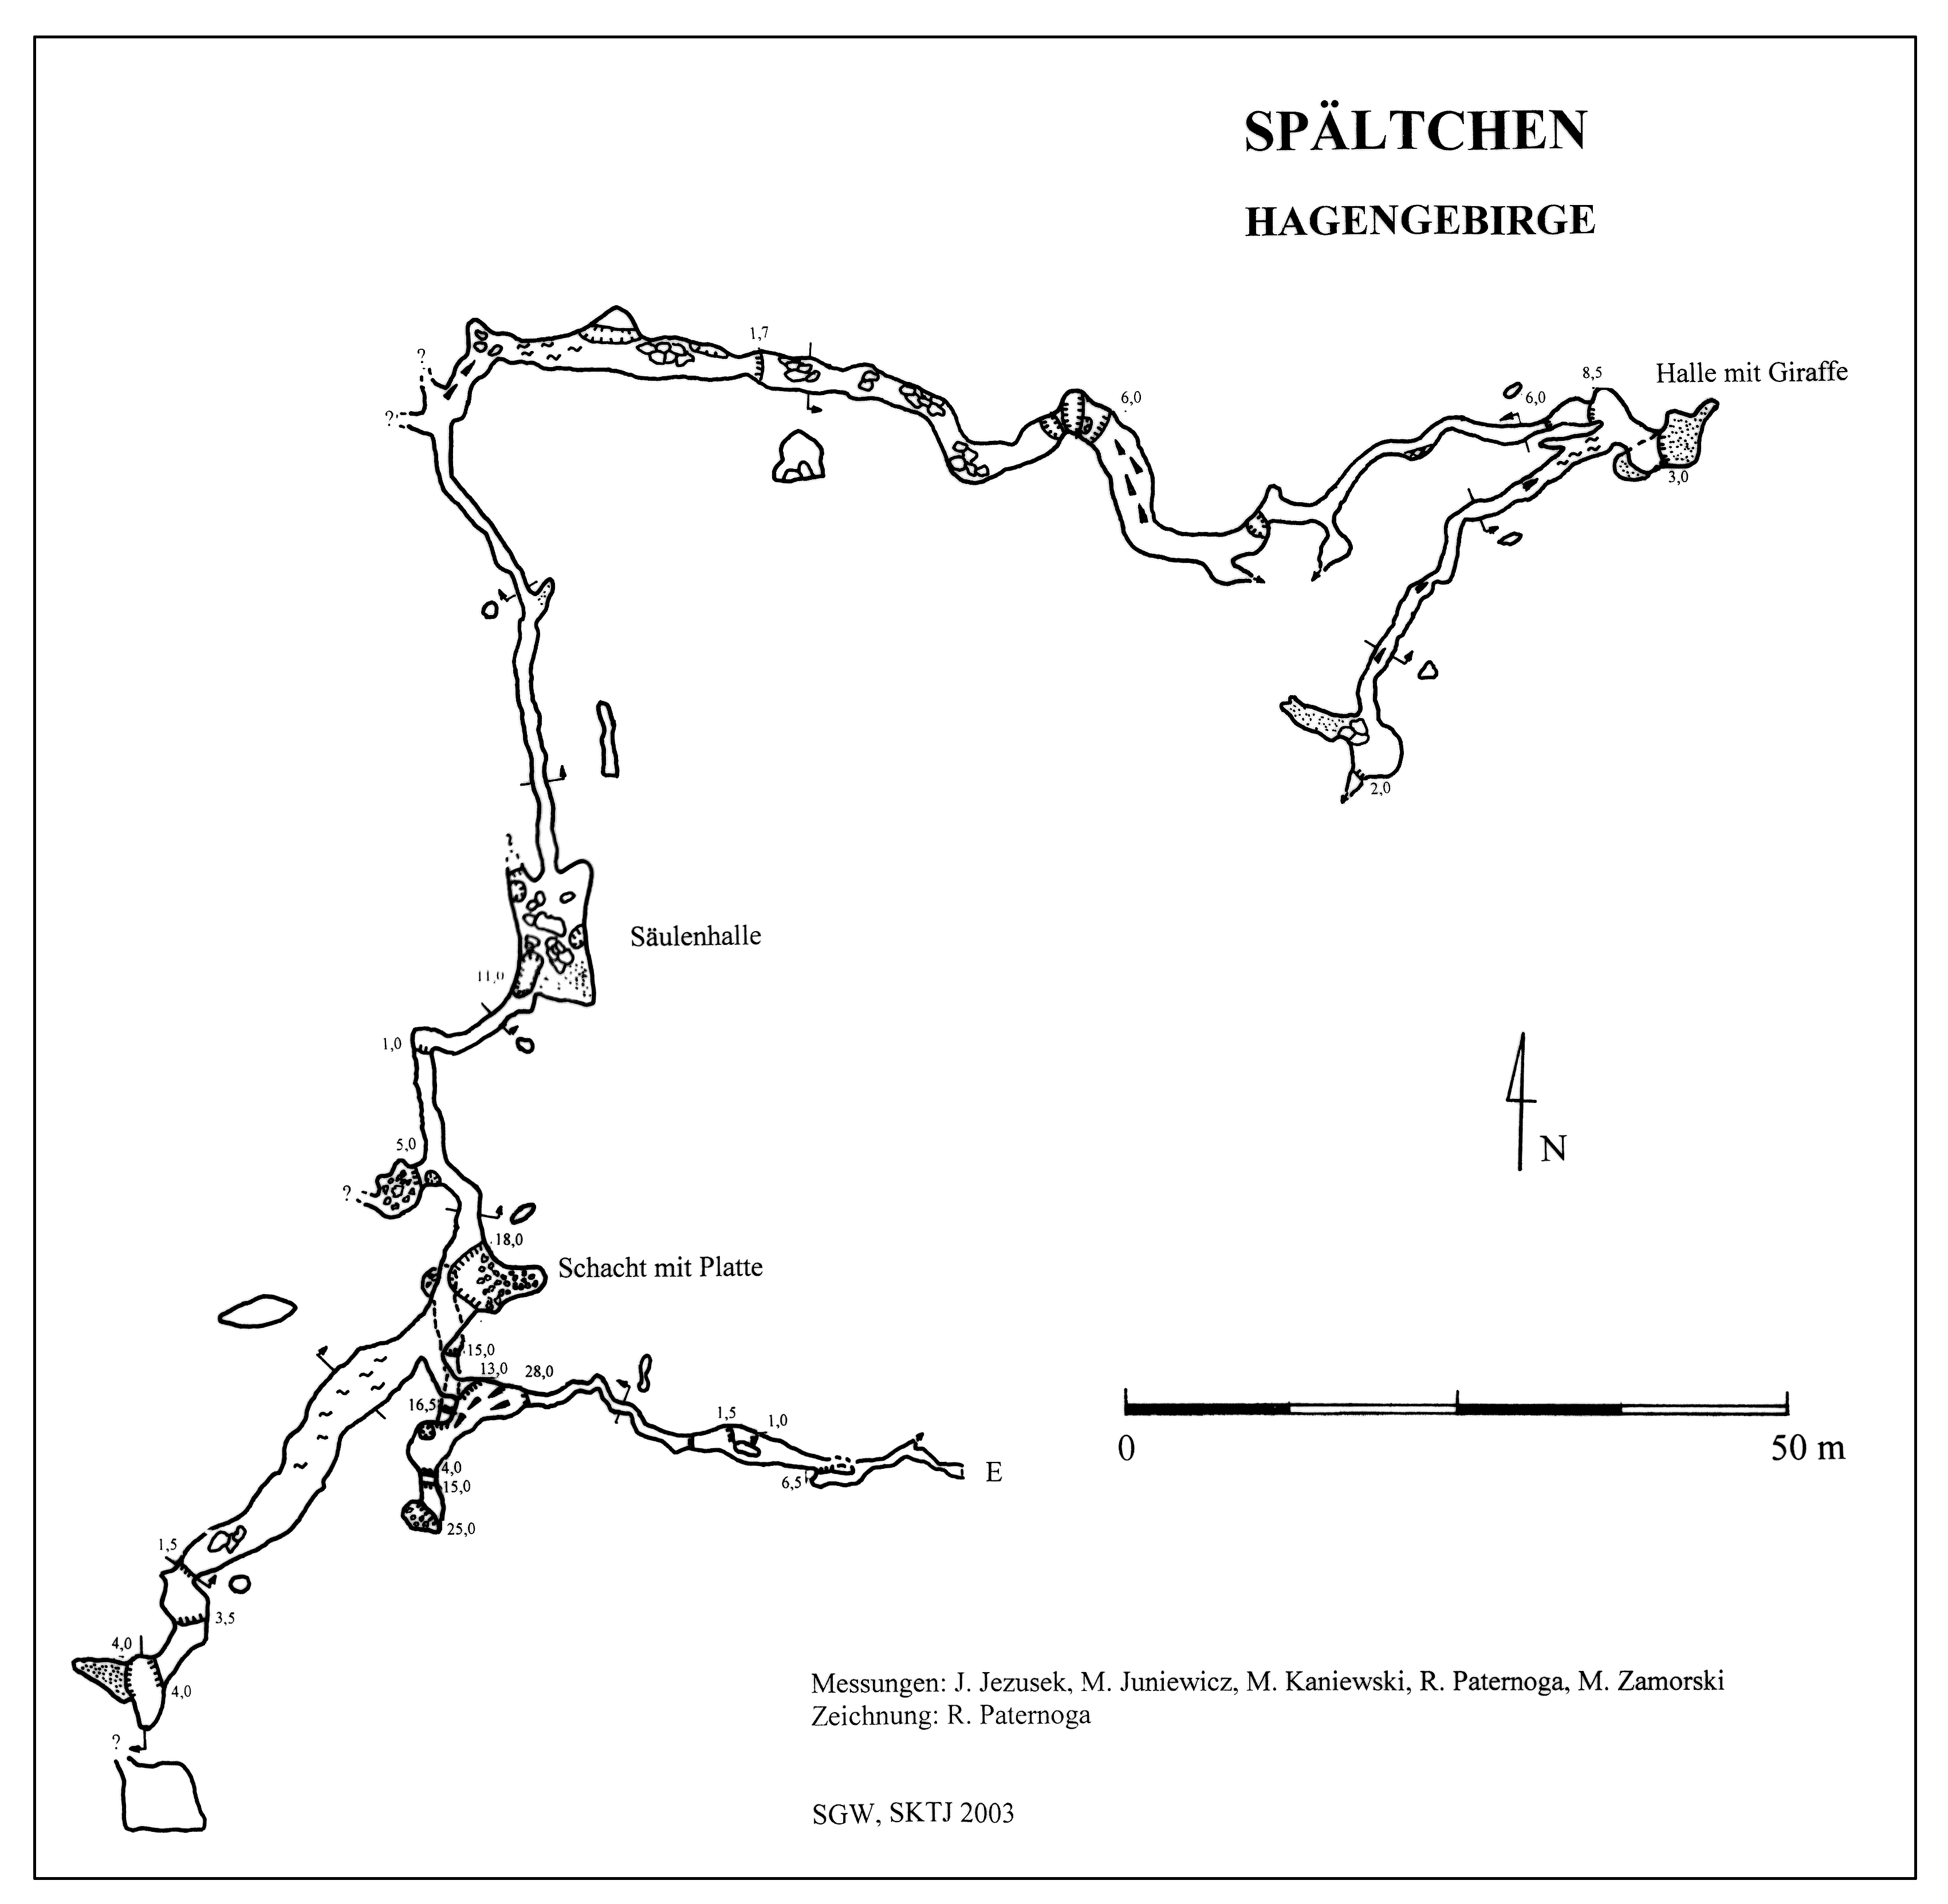 SPÄLTCHEN
HAGENGEBIRGE
?
?
1,7
6,0
6,0
8,5
Halle mit Giraffe
3,0
2,0
?
Säulenhalle
11,0
1,0
5,0
?
18,0
Schacht mit Platte
15,0
13,0
28,0
16,5
4,0
15,0
25,0
1,5
1,0
6,5
E
N
0
50 m
1,5
3,5
4,0
4,0
?
Messungen: J. Jezusek, M. Juniewicz, M. Kaniewski, R. Paternoga, M. Zamorski
Zeichnung: R. Paternoga
SGW, SKTJ 2003